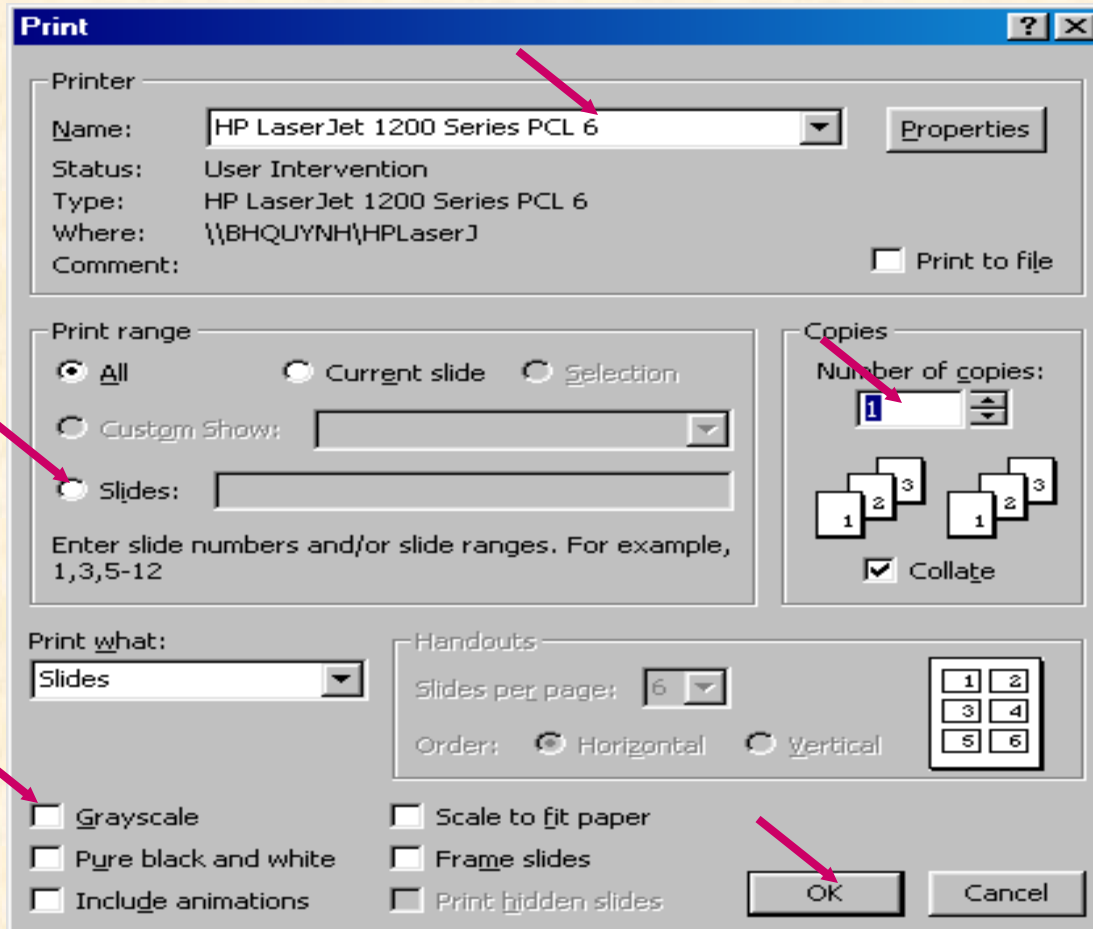 Print
Printer
Name: HP LaserJet 1200 Series PCL 6 Properties
Status: User Intervention
Type: HP LaserJet 1200 Series PCL 6
Where: \\BHQUYNH\HPLaserJ
Comment: Print to file
Print range
All Current slide Selection
Custom Show:
Slides:
Enter slide numbers and/or slide ranges. For example,
1,3,5-12
Copies
Number of copies:
1
1 2 3 1 2 3
Collate
Print what:
Slides
Handouts
Slides per page: 6
Order: Horizontal Vertical
1 2
3 4
5 6
Grayscale Scale to fit paper
Pure black and white Frame slides
Include animations Print hidden slides
OK Cancel